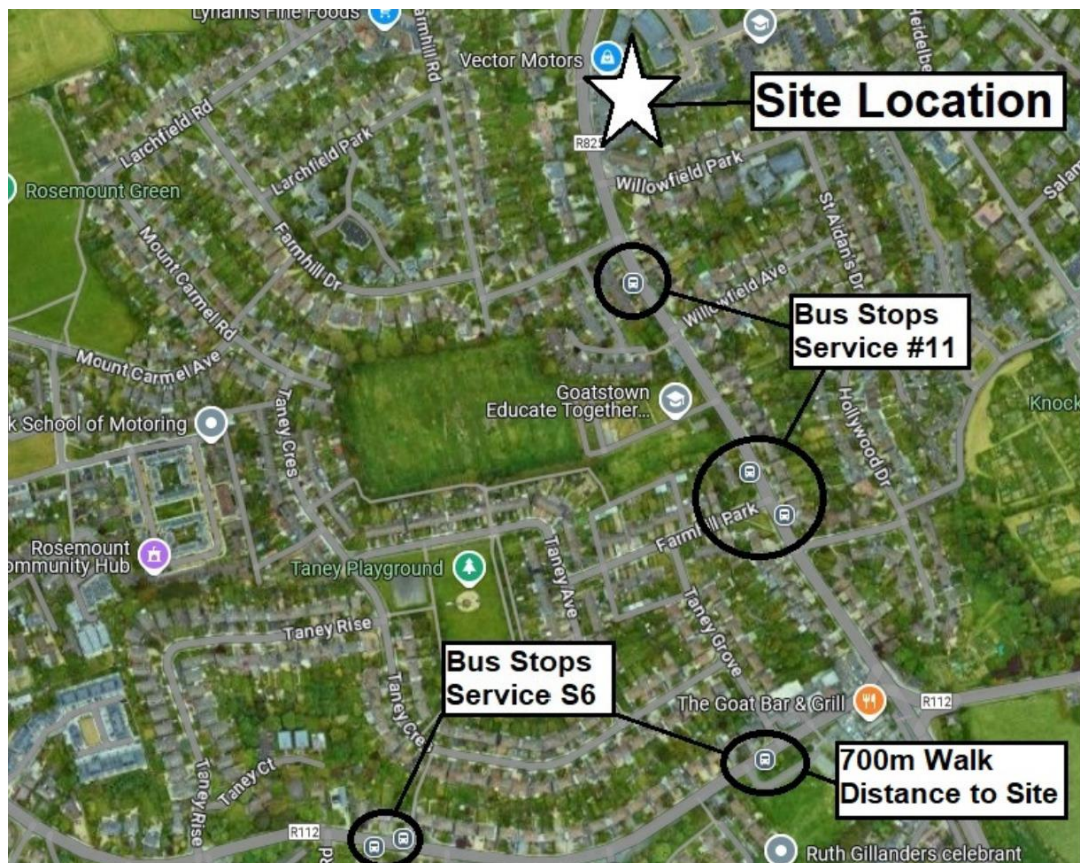 Lynam's Fine Foods
Farmhill Rd
Vector Motors
Site Location
Larchfield Rd
Larchfield Park
R825
Willowfield Park
Rosemount Green
St Aidan's Dr
Mount Carmel Rd
Farmhill Dr
Willowfield Ave
Bus Stops
Service #11
Mount Carmel Ave
Taney Cres
Goatstown
Educate Together...
Knock
k School of Motoring
Hollywood Dr
Farmhill Park
Rosemount
ommunity Hub
Taney Playground
Taney Ave
Taney Grove
Taney Rise
Bus Stops
Service S6
Taney Cre
The Goat Bar & Grill
R112
700m Walk
Distance to Site
Taney Rise
Taney Ct
R112
Ruth Gillanders celebrant